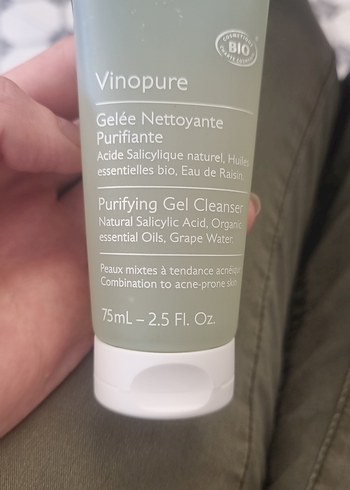 COSMETIQUE
BIO
Vinopure
Gelée Nettoyante
Purifiante
Acide Salicylique naturel, Huiles
essentielles bio, Eau de Raisin.
Purifying Gel Cleanser
Natural Salicylic Acid, Organic
essential Oils, Grape Water.
Peaux mixtes à tendance acnéique
Combination to acne-prone skin
75mL – 2.5 Fl. Oz.